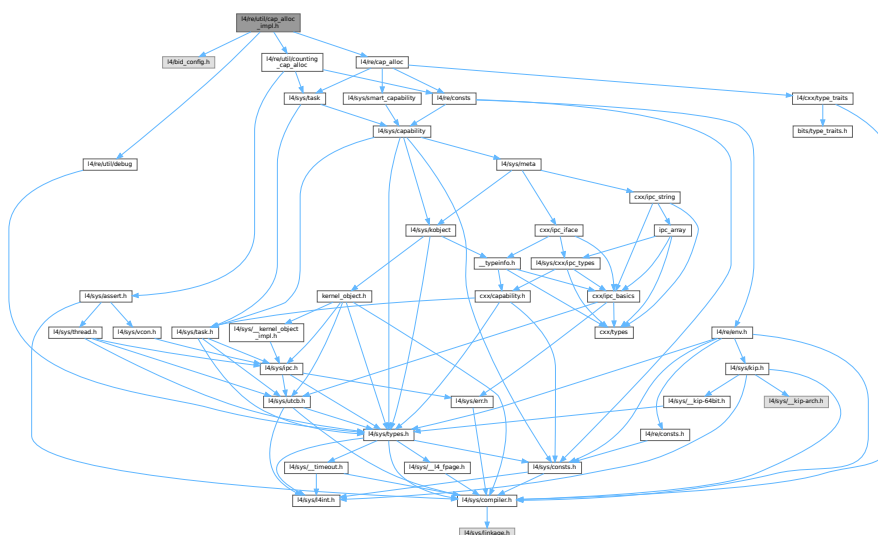 l4/re/util/cap_alloc
_impl.h
l4/bid_config.h
l4/re/util/counting
_cap_alloc
l4/re/cap_alloc
l4/sys/task
l4/sys/smart_capability
l4/re/consts
l4/cxx/type_traits
l4/sys/capability
bits/type_traits.h
l4/re/util/debug
l4/sys/meta
cxx/ipc_string
l4/sys/kobject
cxx/ipc_iface
ipc_array
__typeinfo.h
l4/sys/cxx/ipc_types
l4/sys/assert.h
kernel_object.h
cxx/capability.h
cxx/ipc_basics
l4/sys/thread.h
l4/sys/vcon.h
l4/sys/task.h
l4/sys/__kernel_object
_impl.h
cxx/types
l4/re/env.h
l4/sys/ipc.h
l4/sys/kip.h
l4/sys/utcb.h
l4/sys/err.h
l4/sys/__kip-64bit.h
l4/sys/__kip-arch.h
l4/sys/types.h
l4/re/consts.h
l4/sys/__timeout.h
l4/sys/__l4_fpage.h
l4/sys/consts.h
l4/sys/l4int.h
l4/sys/compiler.h
l4/sys/linkage.h